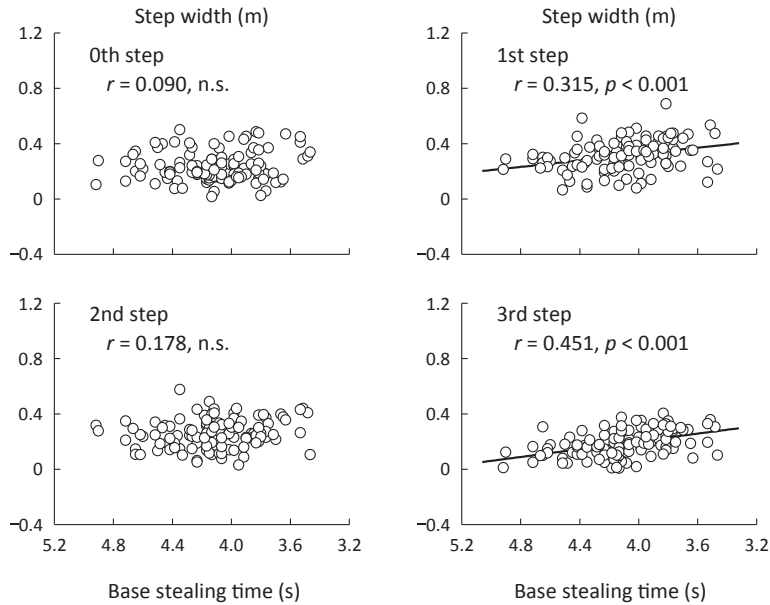 Step width (m)
Step width (m)
1.2
0.8
0.4
0
−0.4
0th step
r = 0.090, n.s.
1st step
r = 0.315, p < 0.001
1.2
0.8
0.4
0
−0.4
1.2
0.8
0.4
0
−0.4
2nd step
r = 0.178, n.s.
5.2 4.8 4.4 4.0 3.6 3.2
Base stealing time (s)
1.2
0.8
0.4
0
−0.4
3rd step
r = 0.451, p < 0.001
5.2 4.8 4.4 4.0 3.6 3.2
Base stealing time (s)